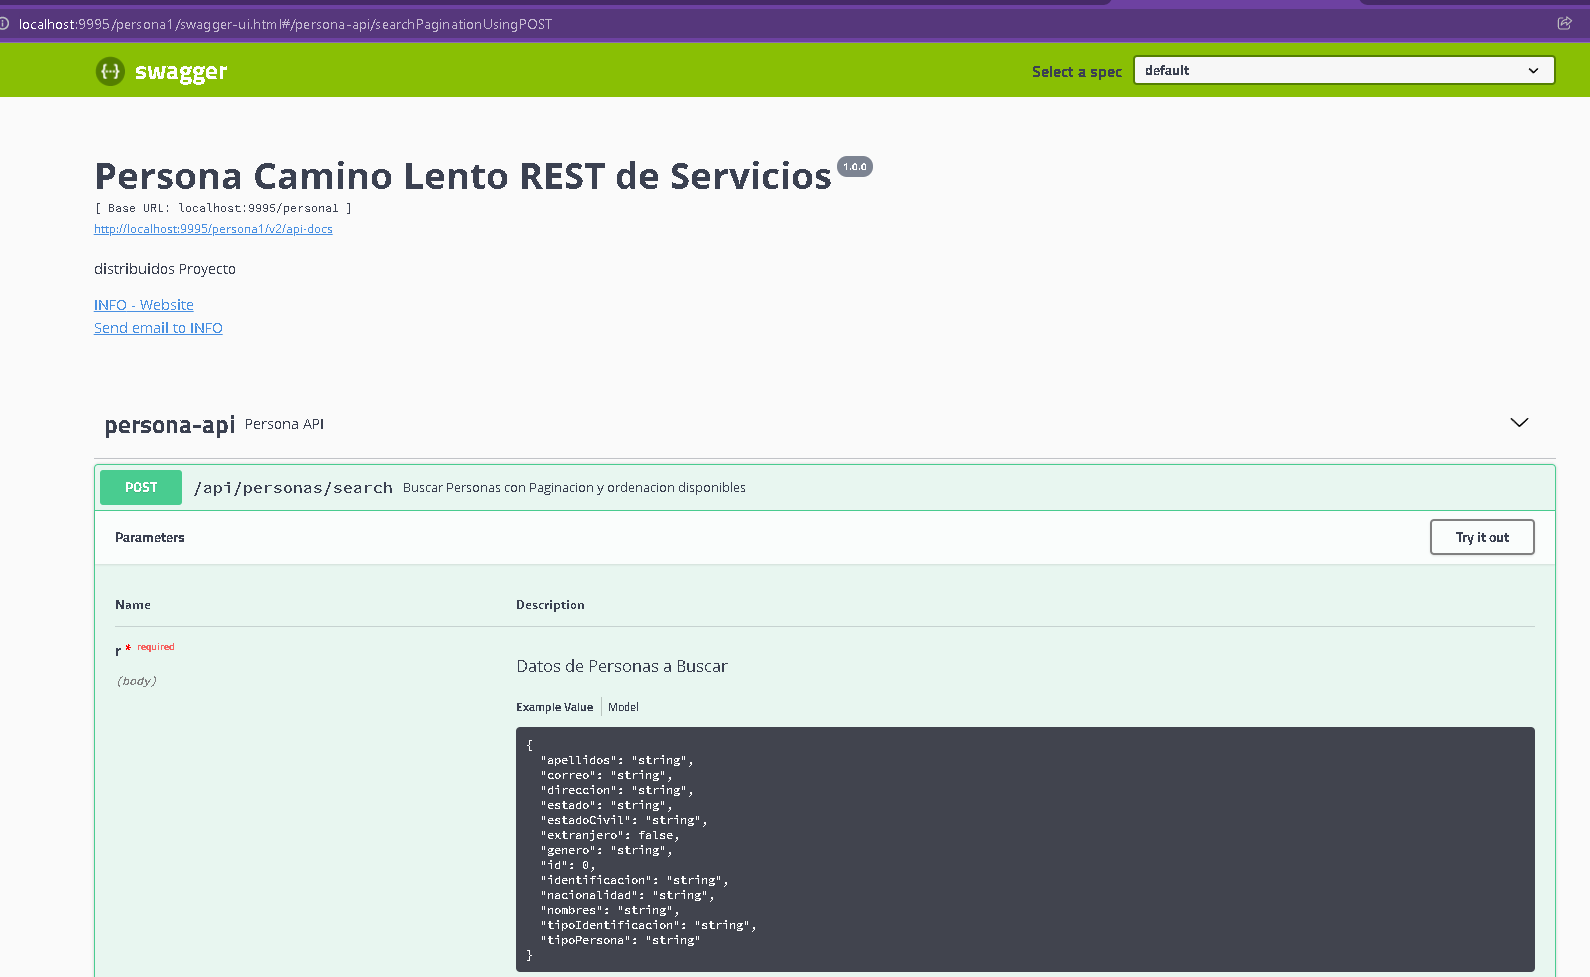 localhost:9995/persona1/swagger-ui.html#/persona-api/searchPaginationUsingPOST
{··} swagger
Select a spec
default
Persona Camino Lento REST de Servicios 1.0.0
[ Base URL: localhost:9995/persona1 ]
http://localhost:9995/persona1/v2/api-docs
distribuidos Proyecto
INFO - Website
Send email to INFO
persona-api Persona API
POST /api/personas/search Buscar Personas con Paginacion y ordenacion disponibles
Parameters
Try it out
Name Description
r * required
(body)
Datos de Personas a Buscar
Example Value Model
{
"apellidos": "string",
"correo": "string",
"direccion": "string",
"estado": "string",
"estadoCivil": "string",
"extranjero": false,
"genero": "string",
"id": 0,
"identificacion": "string",
"nacionalidad": "string",
"nombres": "string",
"tipoIdentificacion": "string",
"tipoPersona": "string"
}